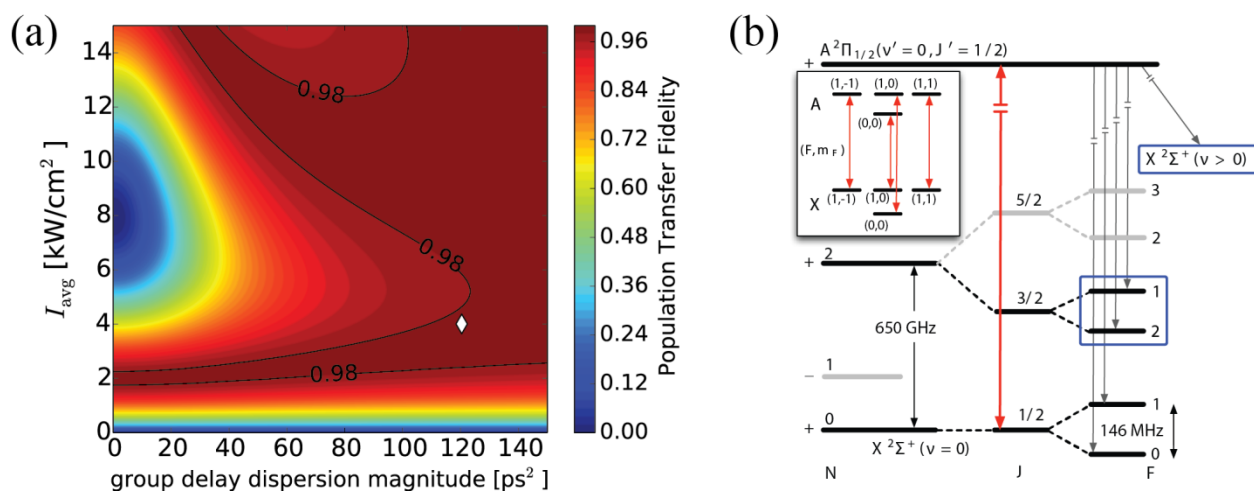 (a)
14
12
10
8
6
4
2
0
I_avg [kW/cm²]
0 20 40 60 80 100 120 140
group delay dispersion magnitude [ps²]
0.98
0.98
0.98
0.96
0.84
0.72
0.60
0.48
0.36
0.24
0.12
0.00
Population Transfer Fidelity
(b)
A ²Π₁/₂(ν' = 0 , J' = 1/2)
+
(1,-1) (1,0) (1,1)
A
(0,0)
(F, m_F)
(1,-1) (1,0) (1,1)
X
(0,0)
X ²Σ⁺ (ν > 0)
5/2
3
2
+ 2
3/2
1
2
650 GHz
1
−
0
+
1/2
1
146 MHz
0
X ²Σ⁺ (ν = 0)
N J F